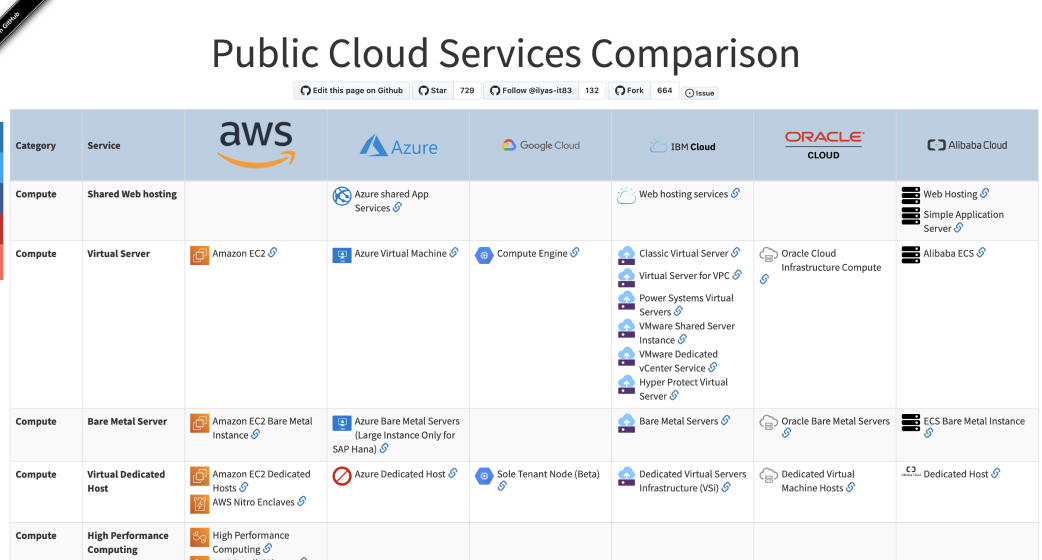 GitHub
Public Cloud Services Comparison
Edit this page on Github
Star
729
Follow @ilyas-it83
132
Fork
664
Issue
Category
Service
aws
Azure
Google Cloud
IBM Cloud
ORACLE
CLOUD
Alibaba Cloud
Compute
Shared Web hosting
Azure shared App
Services
Web hosting services
Web Hosting
Simple Application
Server
Compute
Virtual Server
Amazon EC2
Azure Virtual Machine
Compute Engine
Classic Virtual Server
Virtual Server for VPC
Power Systems Virtual
Servers
VMware Shared Server
Instance
VMware Dedicated
vCenter Service
Hyper Protect Virtual
Server
Oracle Cloud
Infrastructure Compute
Alibaba ECS
Compute
Bare Metal Server
Amazon EC2 Bare Metal
Instance
Azure Bare Metal Servers
(Large Instance Only for
SAP Hana)
Bare Metal Servers
Oracle Bare Metal Servers
ECS Bare Metal Instance
Compute
Virtual Dedicated
Host
Amazon EC2 Dedicated
Hosts
AWS Nitro Enclaves
Azure Dedicated Host
Sole Tenant Node (Beta)
Dedicated Virtual Servers
Infrastructure (VSi)
Dedicated Virtual
Machine Hosts
Dedicated Host
Compute
High Performance
Computing
High Performance
Computing